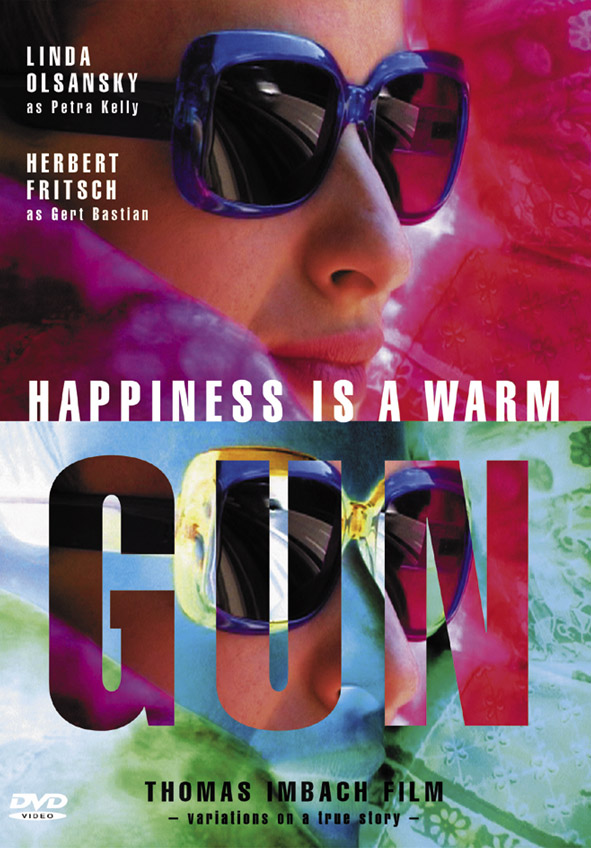 LINDA
OLSANSKY
as Petra Kelly
HERBERT
FRITSCH
as Gert Bastian
HAPPINESS IS A WARM
GUN
THOMAS IMBACH FILM
– variations on a true story –
DVD
VIDEO